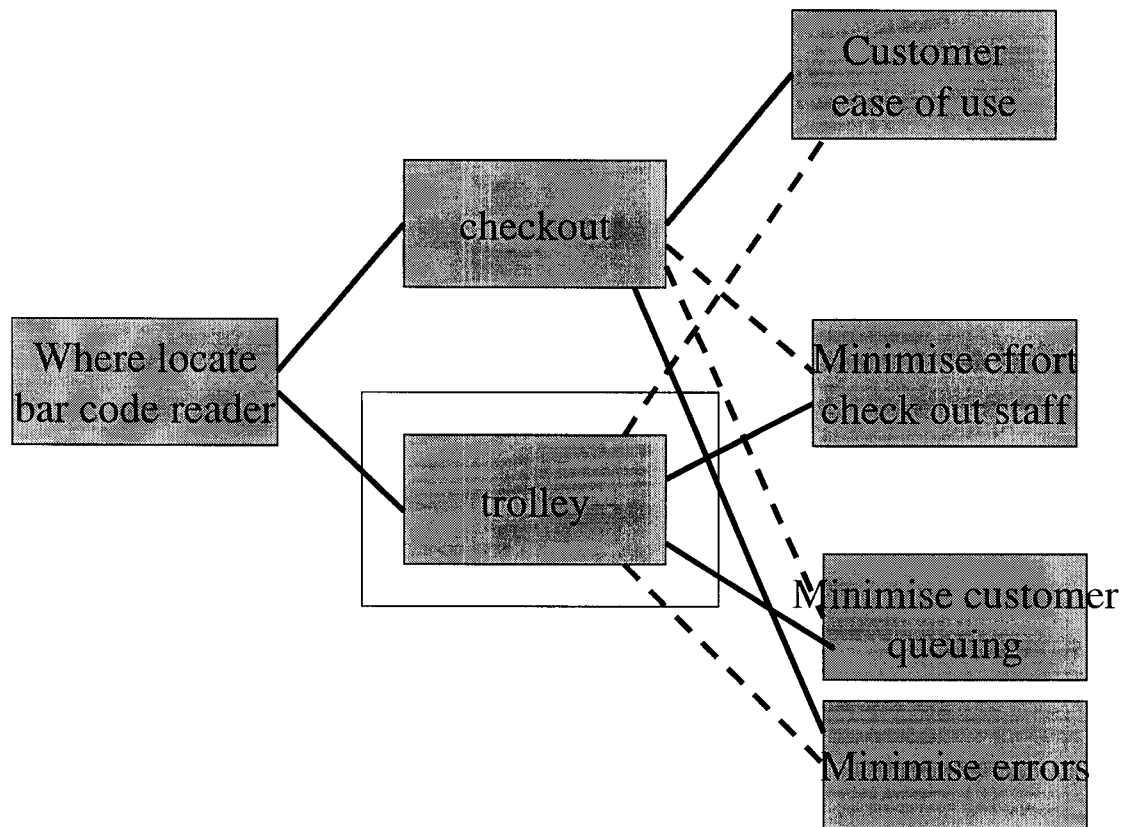 Customer
ease of use
checkout
Where locate
bar code reader
Minimise effort
check out staff
trolley
Minimise customer
queuing
Minimise errors